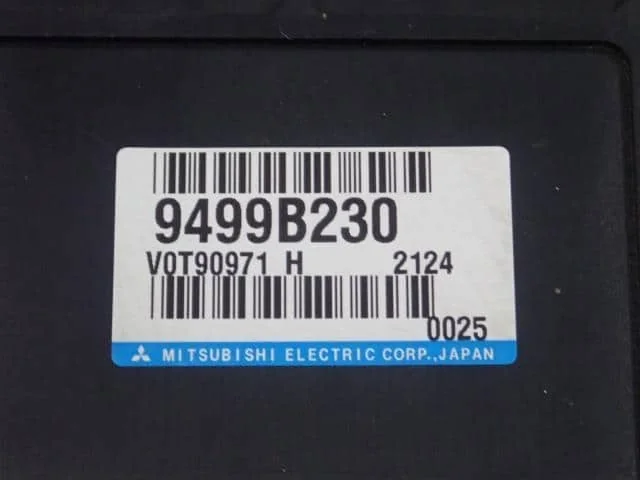 9499B230
V0T90971 H 2124
0025
MITSUBISHI ELECTRIC CORP.,JAPAN